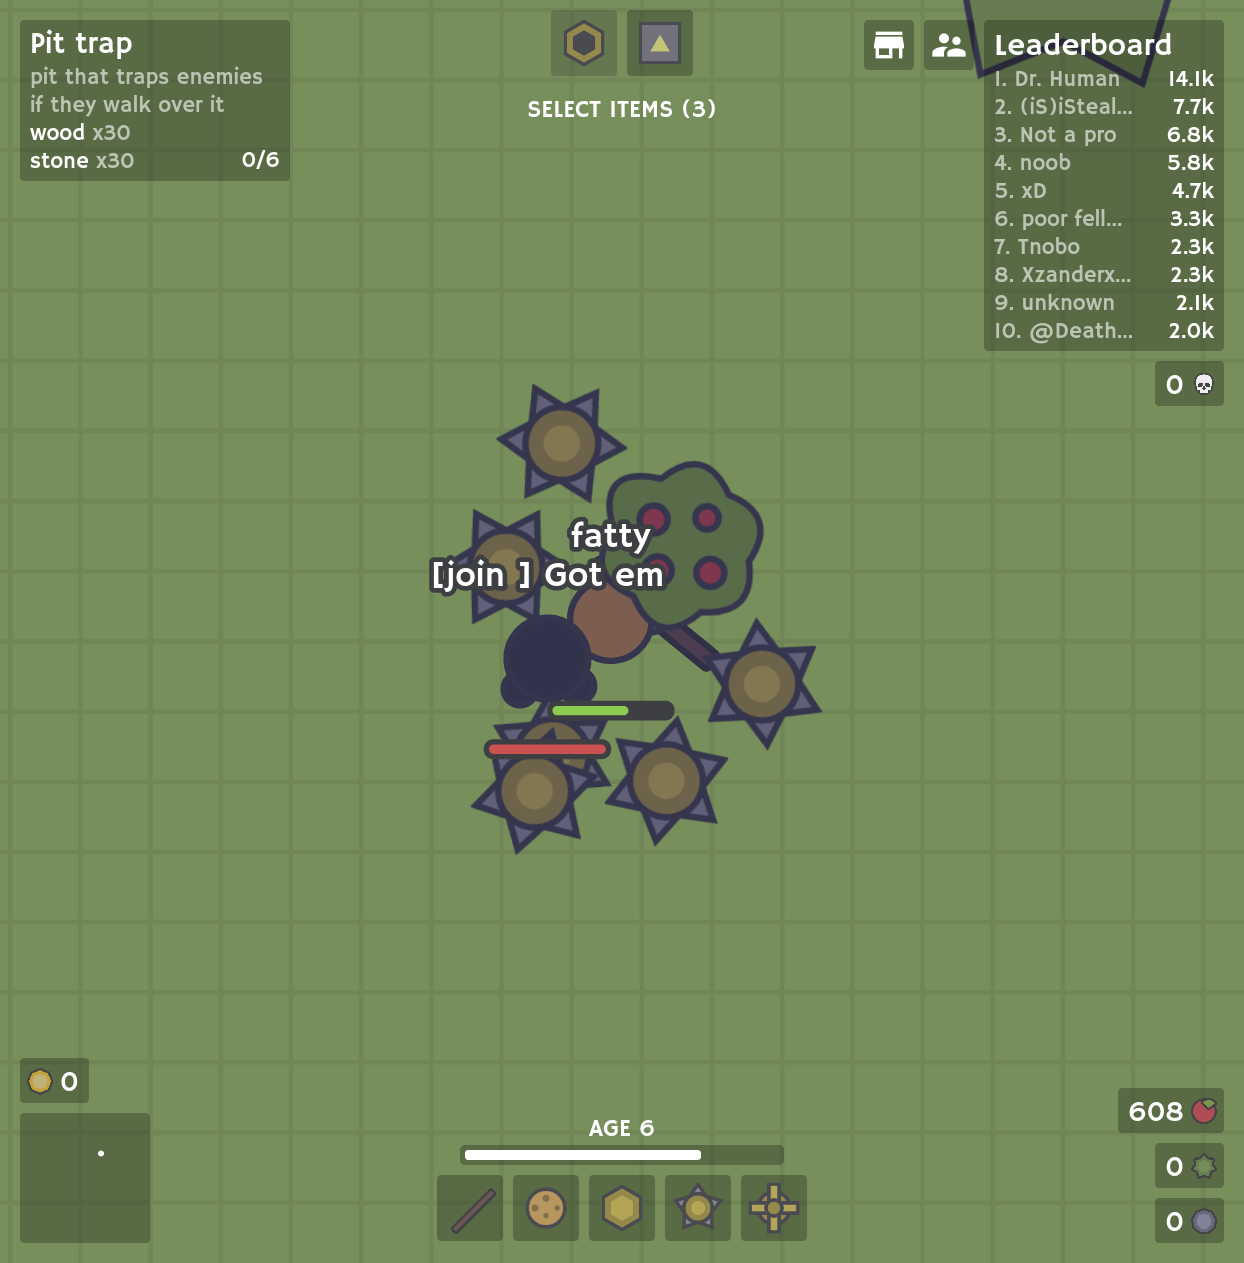 Pit trap
pit that traps enemies
if they walk over it
wood x30
stone x30 0/6
SELECT ITEMS (3)
Leaderboard
1. Dr. Human 14.1k
2. (iS)iSteal... 7.7k
3. Not a pro 6.8k
4. noob 5.8k
5. xD 4.7k
6. poor fell... 3.3k
7. Tnobo 2.3k
8. Xzanderx... 2.3k
9. unknown 2.1k
10. @Death... 2.0k
0
fatty
[join ] Got em
0
AGE 6
608
0
0